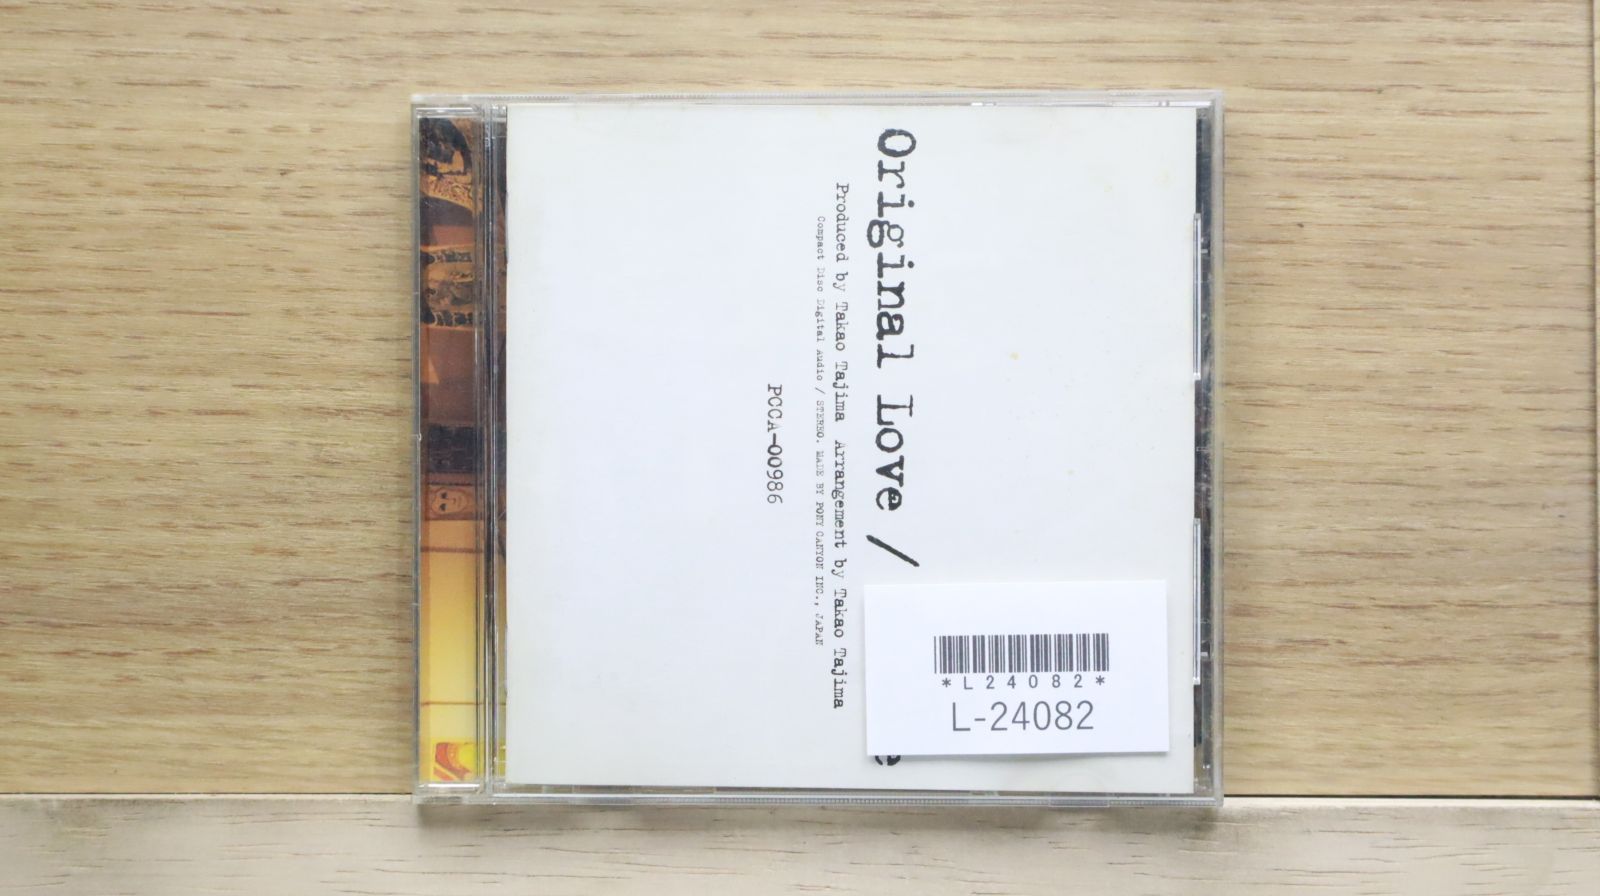 Original Love /
Produced by Takao Tajima Arrangement by Takao Tajima
Compact Disc Digital Audio / STEREO. MADE BY PONY CANYON INC., JAPAN
PCCA-00986
*L24082*
L-24082